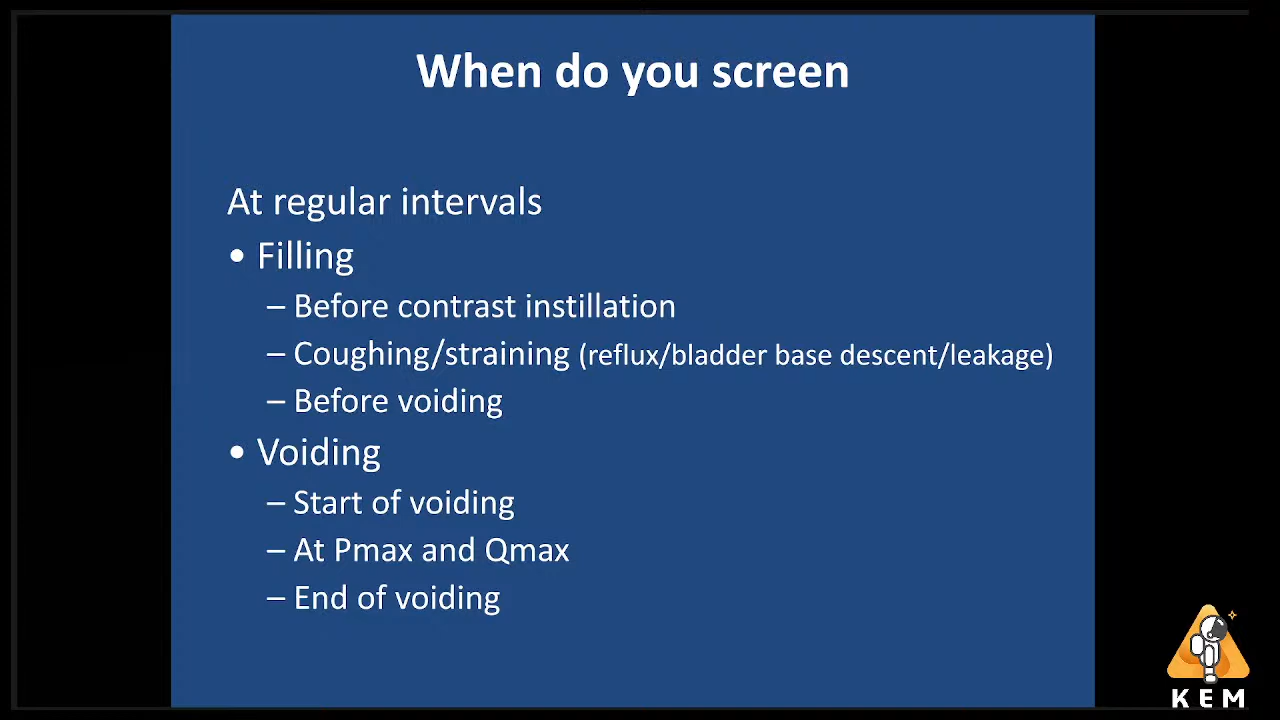 When do you screen
At regular intervals
• Filling
– Before contrast instillation
– Coughing/straining (reflux/bladder base descent/leakage)
– Before voiding
• Voiding
– Start of voiding
– At Pmax and Qmax
– End of voiding
KEM